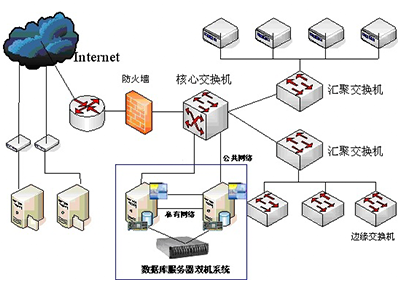 Internet
防火墙
核心交换机
汇聚交换机
汇聚交换机
公共网络
私有网络
边缘交换机
数据库服务器双机系统